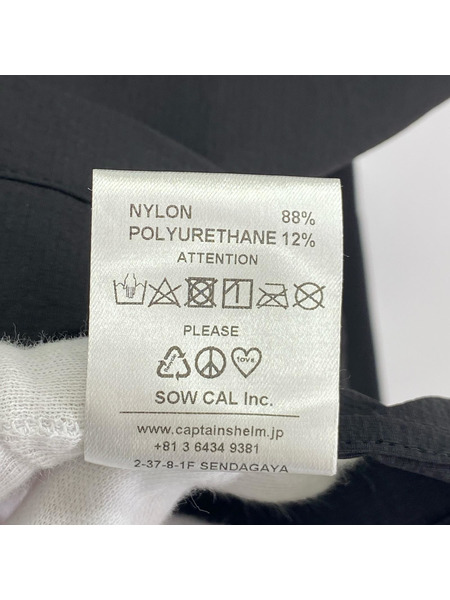 NYLON 88%
POLYURETHANE 12%
ATTENTION
PLEASE
LOVE
SOW CAL Inc.
www.captainshelm.jp
+81 3 6434 9381
2-37-8-1F SENDAGAYA